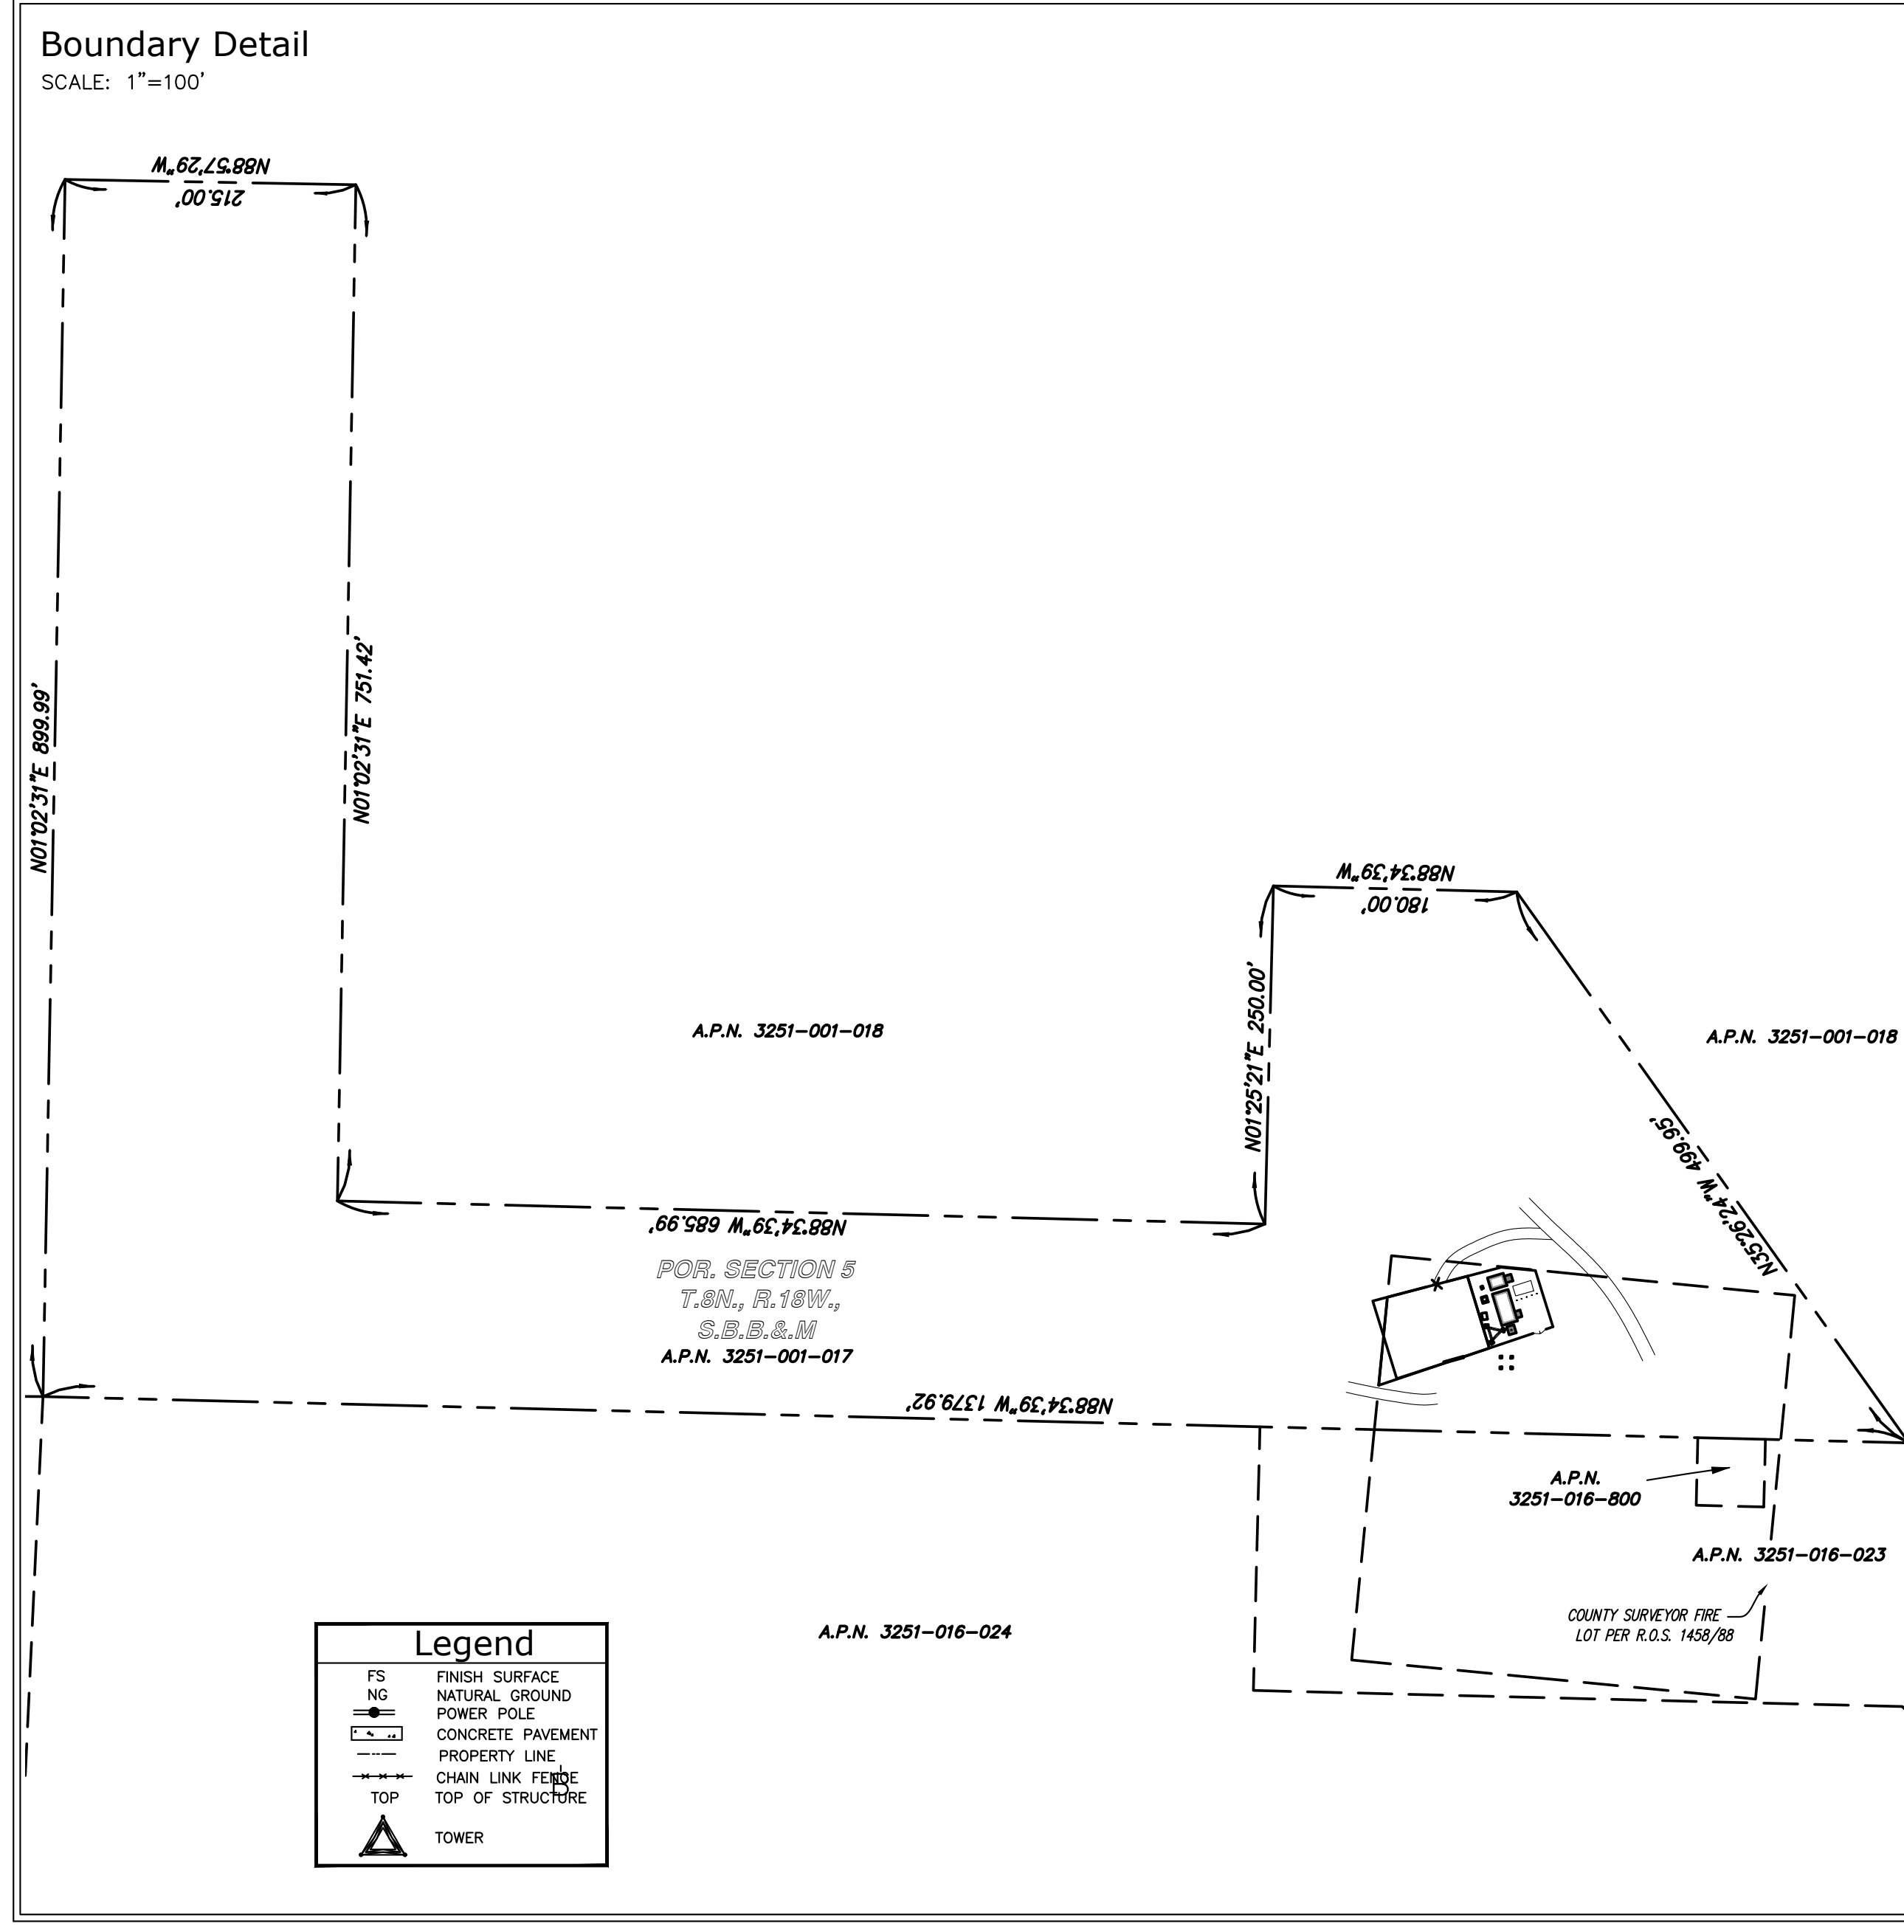 Boundary Detail
SCALE: 1"=100'
N88°57'29"W
215.00'
N01°02'31"E 899.99'
N01°02'31"E 751.42'
N88°34'39"W
180.00'
N01°25'21"E 250.00'
A.P.N. 3251-001-018
A.P.N. 3251-001-018
N35°26'24"W 499.95'
N88°34'39"W 685.99'
POR. SECTION 5
T.8N., R.18W.,
S.B.B.&M
A.P.N. 3251-001-017
N88°34'39"W 1379.92'
A.P.N.
3251-016-800
A.P.N. 3251-016-023
COUNTY SURVEYOR FIRE
LOT PER R.O.S. 1458/88
A.P.N. 3251-016-024
Legend
FS FINISH SURFACE
NG NATURAL GROUND
POWER POLE
CONCRETE PAVEMENT
PROPERTY LINE
CHAIN LINK FENCE
TOP TOP OF STRUCTURE
TOWER